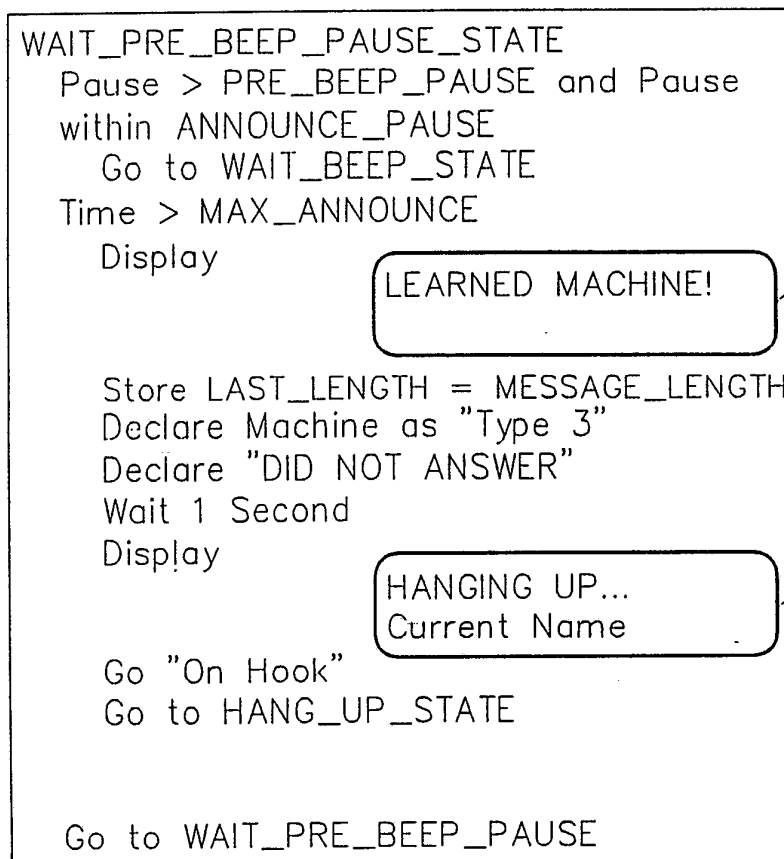 WAIT_PRE_BEEP_PAUSE_STATE
Pause > PRE_BEEP_PAUSE and Pause
within ANNOUNCE_PAUSE
Go to WAIT_BEEP_STATE
Time > MAX_ANNOUNCE
Display
LEARNED MACHINE!
Store LAST_LENGTH = MESSAGE_LENGTH
Declare Machine as "Type 3"
Declare "DID NOT ANSWER"
Wait 1 Second
Display
HANGING UP...
Current Name
Go "On Hook"
Go to HANG_UP_STATE
Go to WAIT_PRE_BEEP_PAUSE